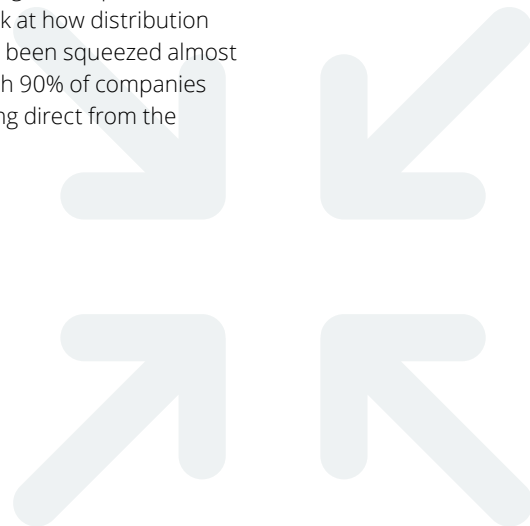 k at how distribution
been squeezed almost
h 90% of companies
ng direct from the